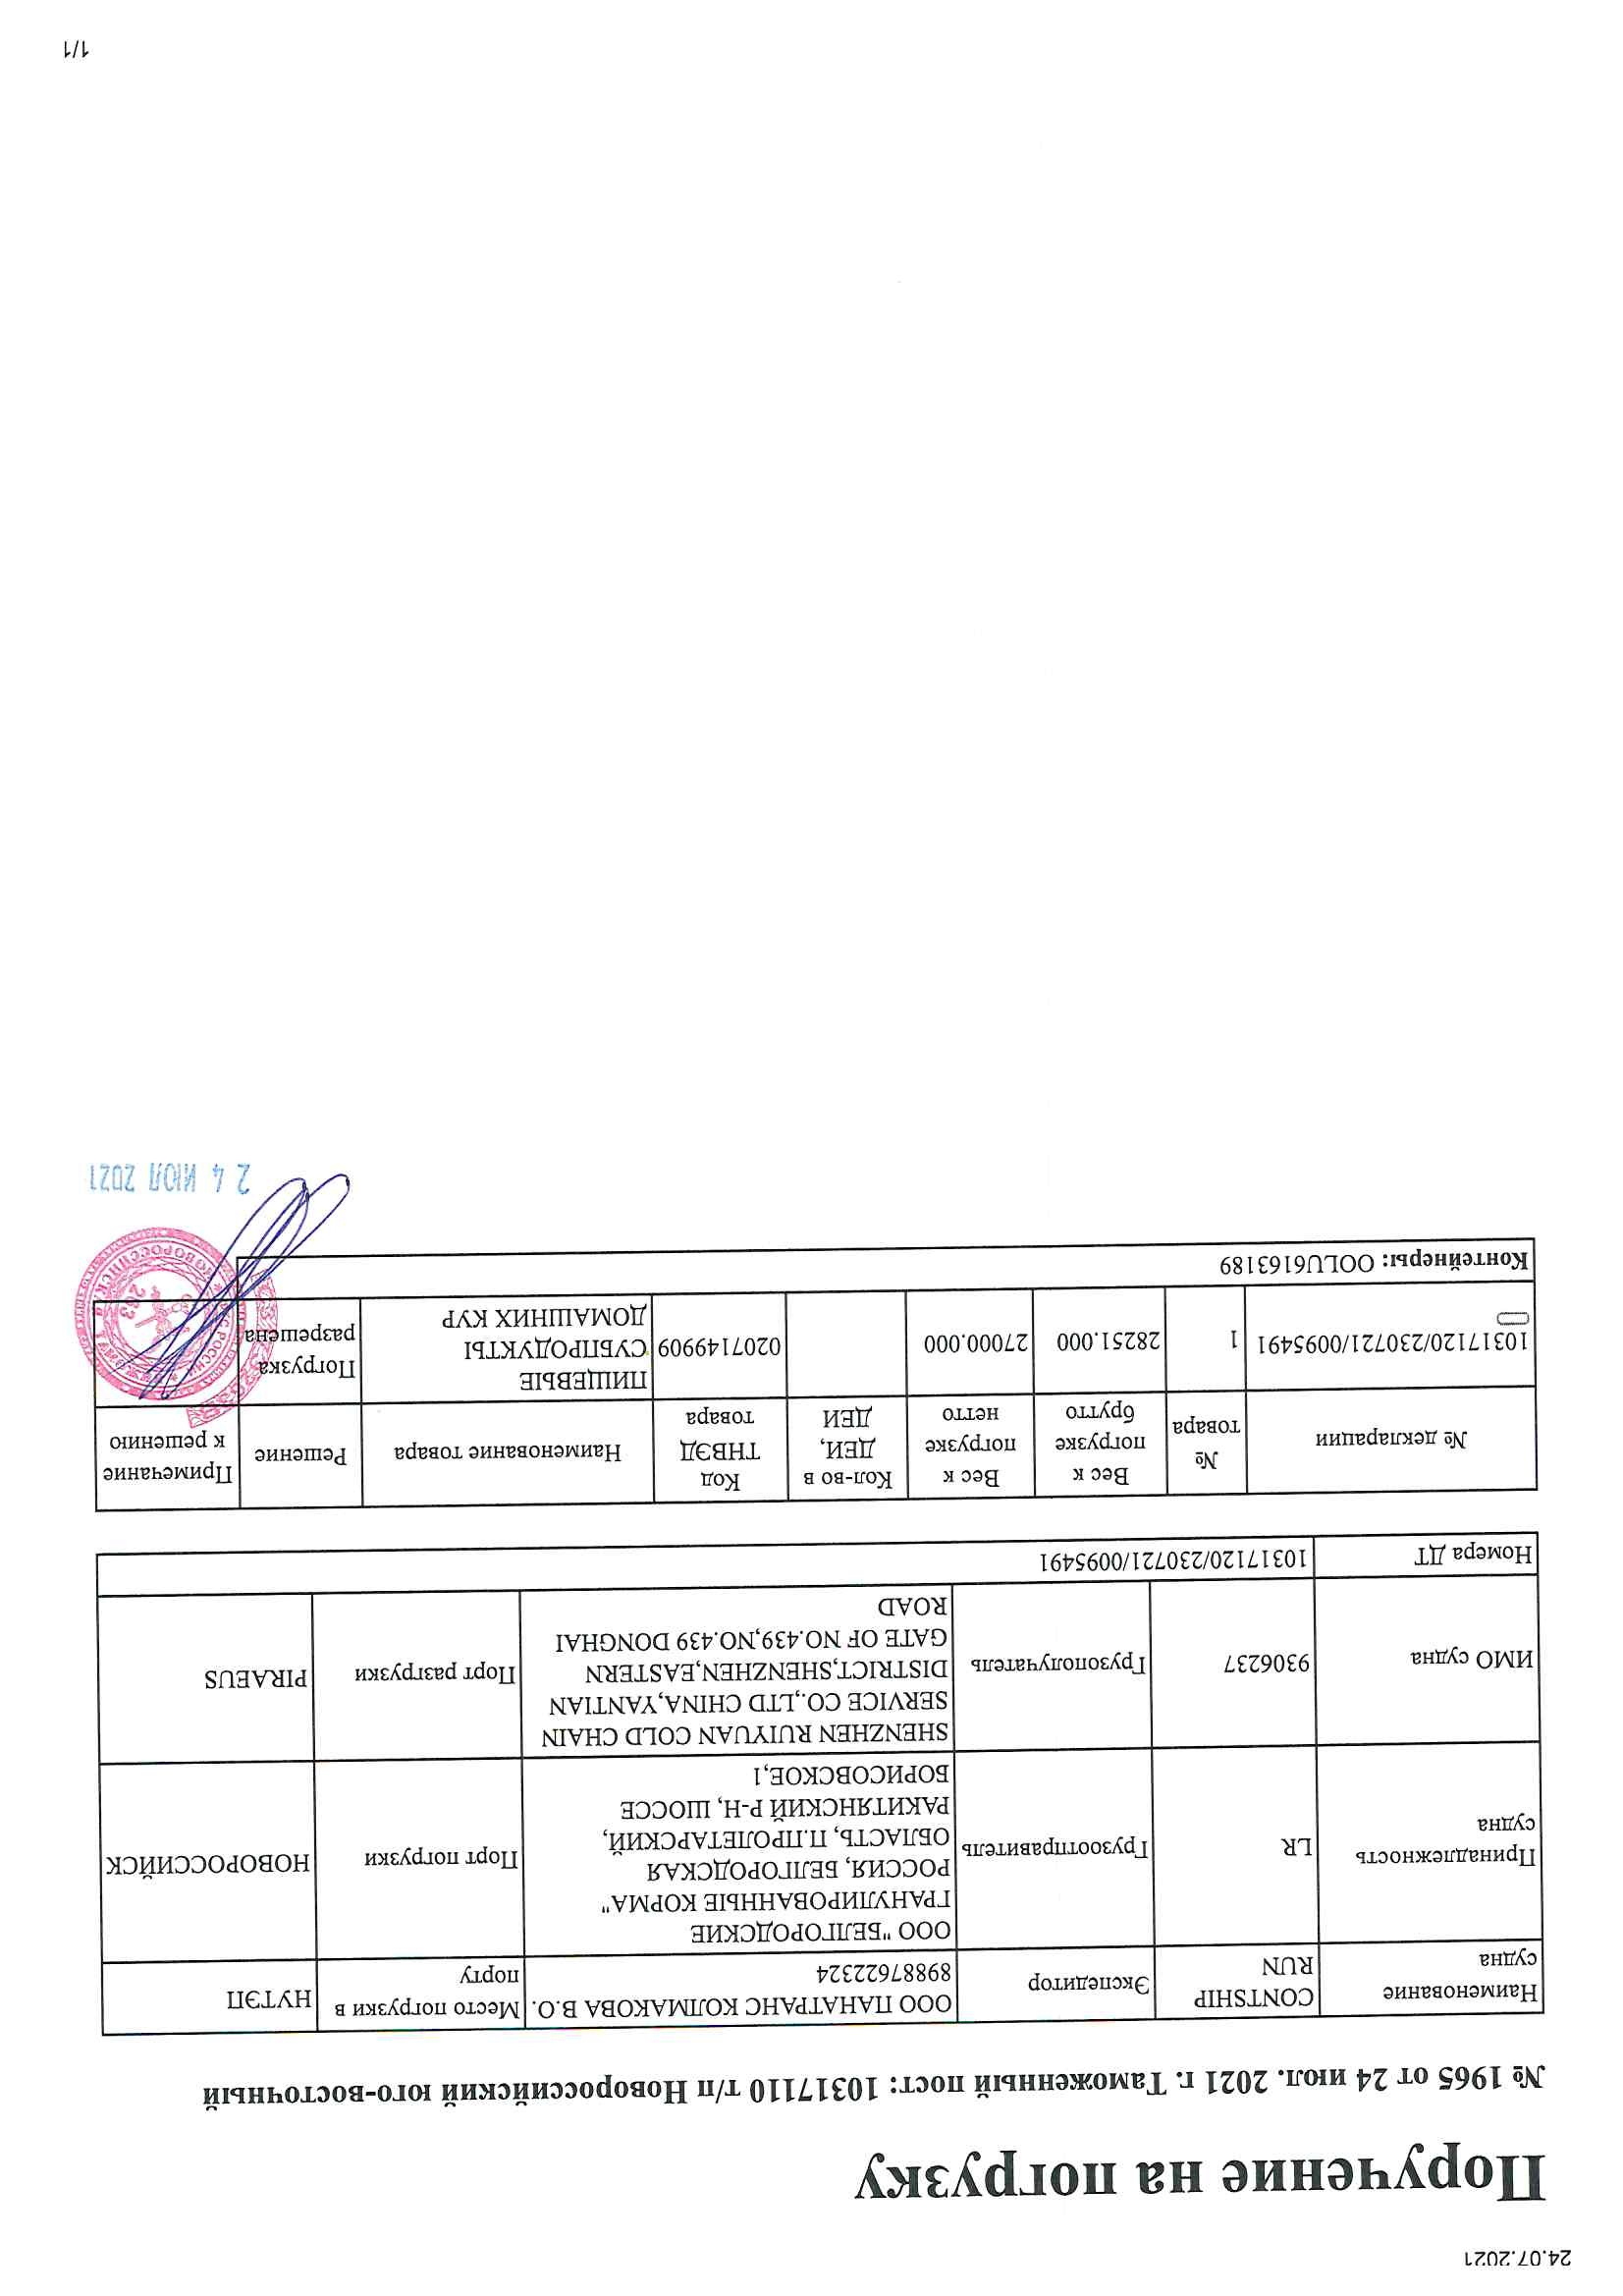 24.07.2021
Поручение на погрузку
№ 1965 от 24 июл. 2021 г. Таможенный пост: 10317110 т/п Новороссийский юго-восточный
Наименование
судна
CONTSHIP
RUN
Экспедитор
ООО ПАНАТРАНС КОЛМАКОВА В.О.
89887622324
Место погрузки в
порту
НУТЭП
Принадлежность
судна
LR
Грузоотправитель
ООО "БЕЛГОРОДСКИЕ
ГРАНУЛИРОВАННЫЕ КОРМА"
РОССИЯ, БЕЛГОРОДСКАЯ
ОБЛАСТЬ, П.ПРОЛЕТАРСКИЙ,
РАКИТЯНСКИЙ Р-Н, ШОССЕ
БОРИСОВСКОЕ,1
Порт погрузки
НОВОРОССИЙСК
ИМО судна
9306237
Грузополучатель
SHENZHEN RUIYUAN COLD CHAIN
SERVICE CO.,LTD CHINA,YANTIAN
DISTRICT,SHENZHEN,EASTERN
GATE OF NO.439,NO.439 DONGHAI
ROAD
Порт разгрузки
PIRAEUS
Номера ДТ
10317120/230721/0095491
№ декларации
№
товара
Вес к
погрузке
брутто
Вес к
погрузке
нетто
Кол-во в
ДЕИ,
ДЕИ
Код
ТНВЭД
товара
Наименование товара
Решение
Примечание
к решению
10317120/230721/0095491
1
28251.000
27000.000
0207149909
ПИЩЕВЫЕ
СУБПРОДУКТЫ
ДОМАШНИХ КУР
Погрузка
разрешена
Контейнеры: OOLU6163189
24 ИЮЛ 2021
1/1